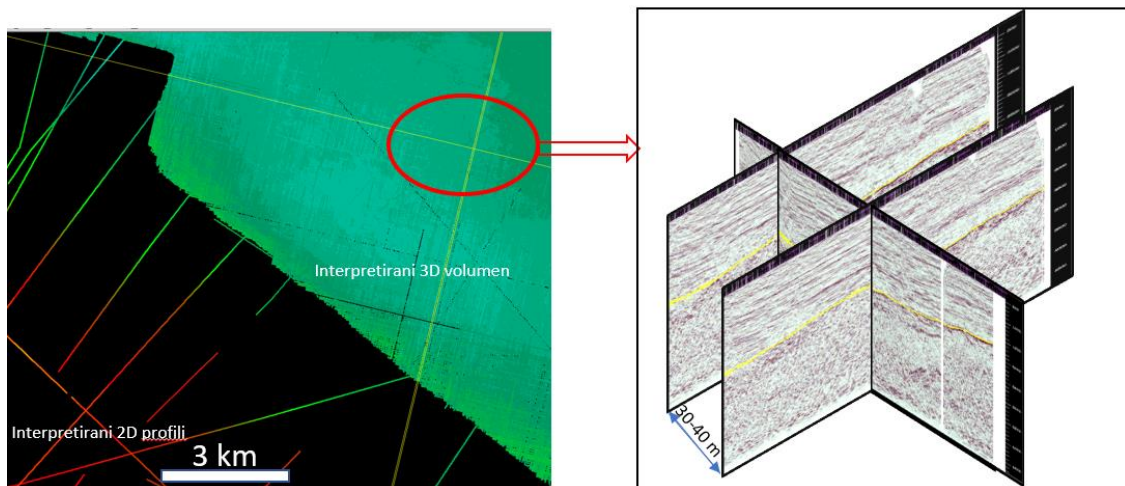 Interpretirani 3D volumen
Interpretirani 2D profili
3 km
30-40 m